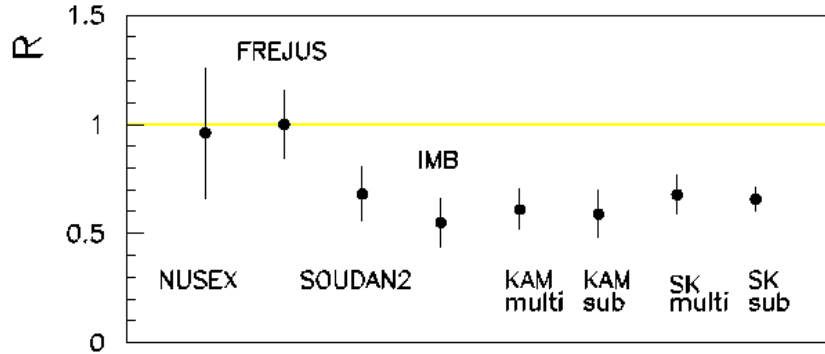 1.5
R
FREJUS
1
IMB
0.5
NUSEX
SOUDAN2
KAM
multi
KAM
sub
SK
multi
SK
sub
0